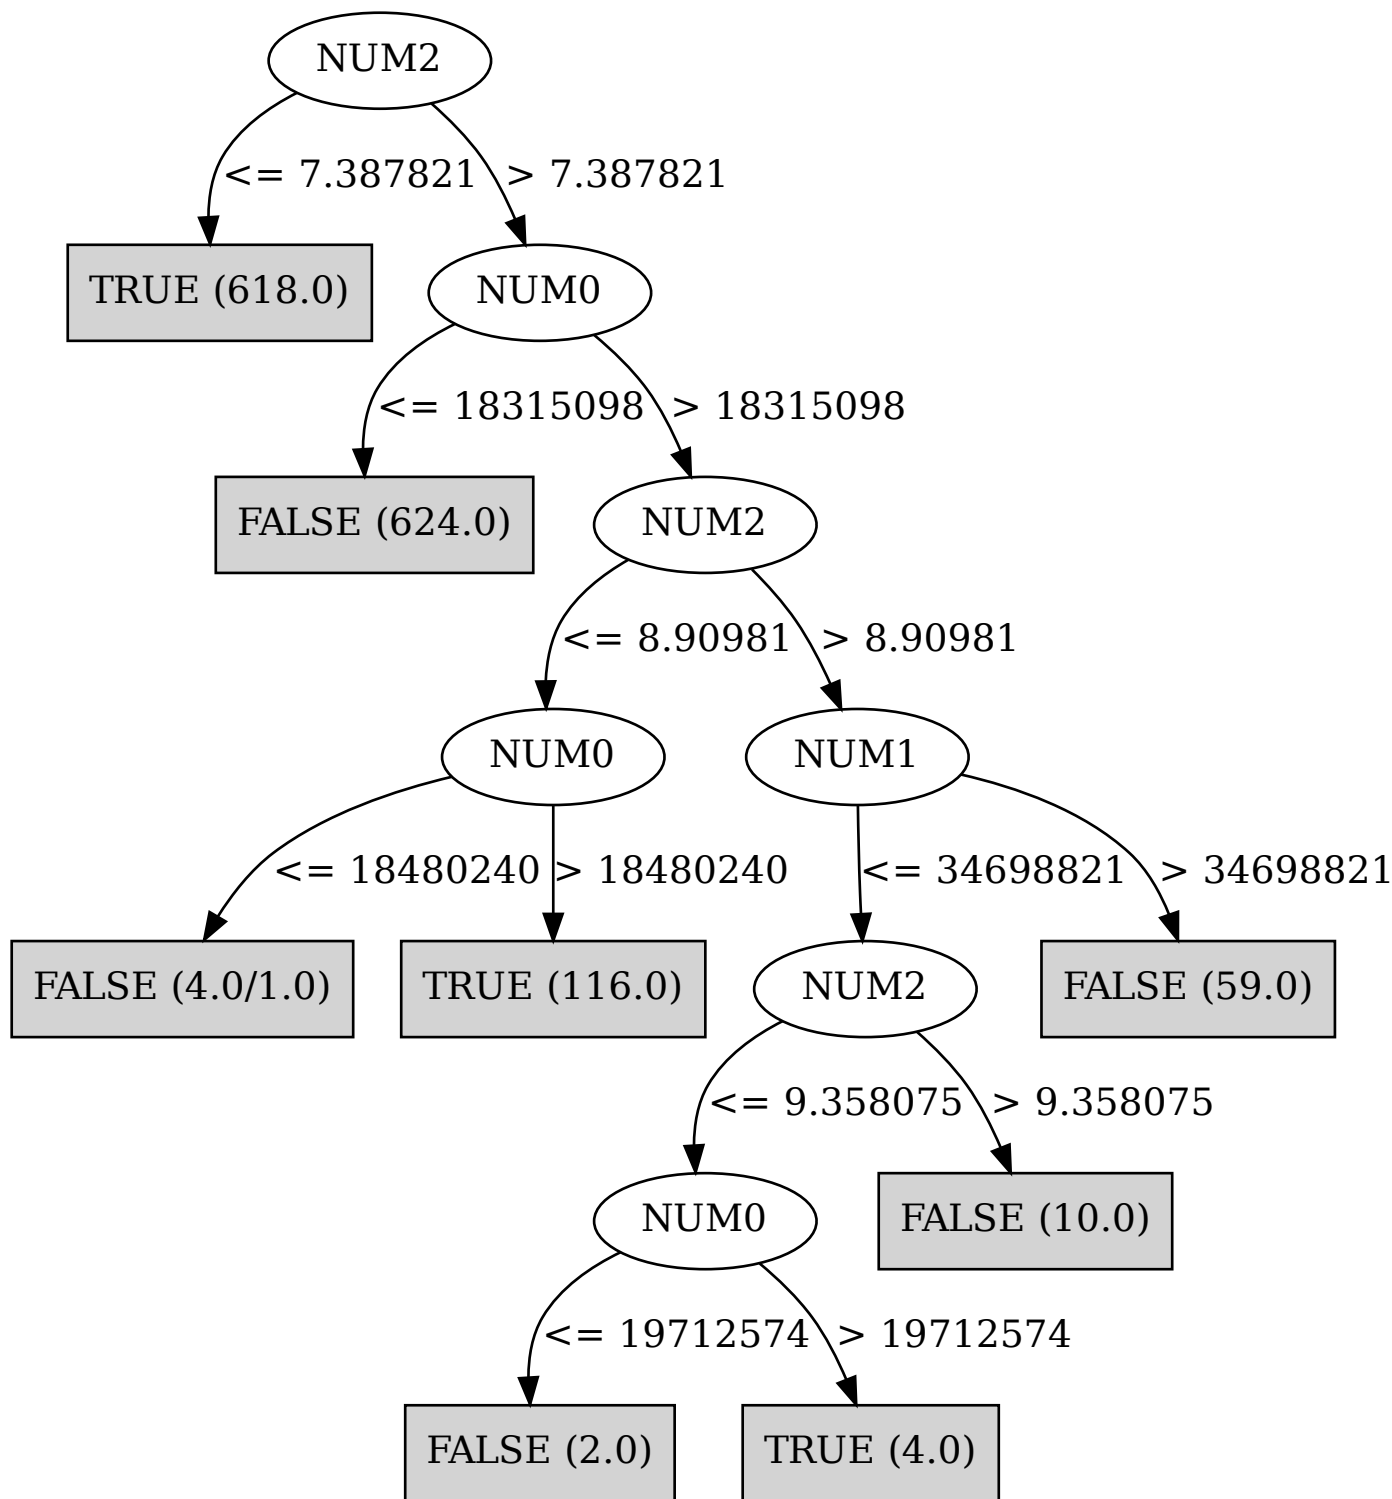 NUM2
<= 7.387821
> 7.387821
TRUE (618.0)
NUM0
<= 18315098
> 18315098
FALSE (624.0)
NUM2
<= 8.90981
> 8.90981
NUM0
NUM1
<= 18480240
> 18480240
<= 34698821
> 34698821
FALSE (4.0/1.0)
TRUE (116.0)
NUM2
FALSE (59.0)
<= 9.358075
> 9.358075
NUM0
FALSE (10.0)
<= 19712574
> 19712574
FALSE (2.0)
TRUE (4.0)